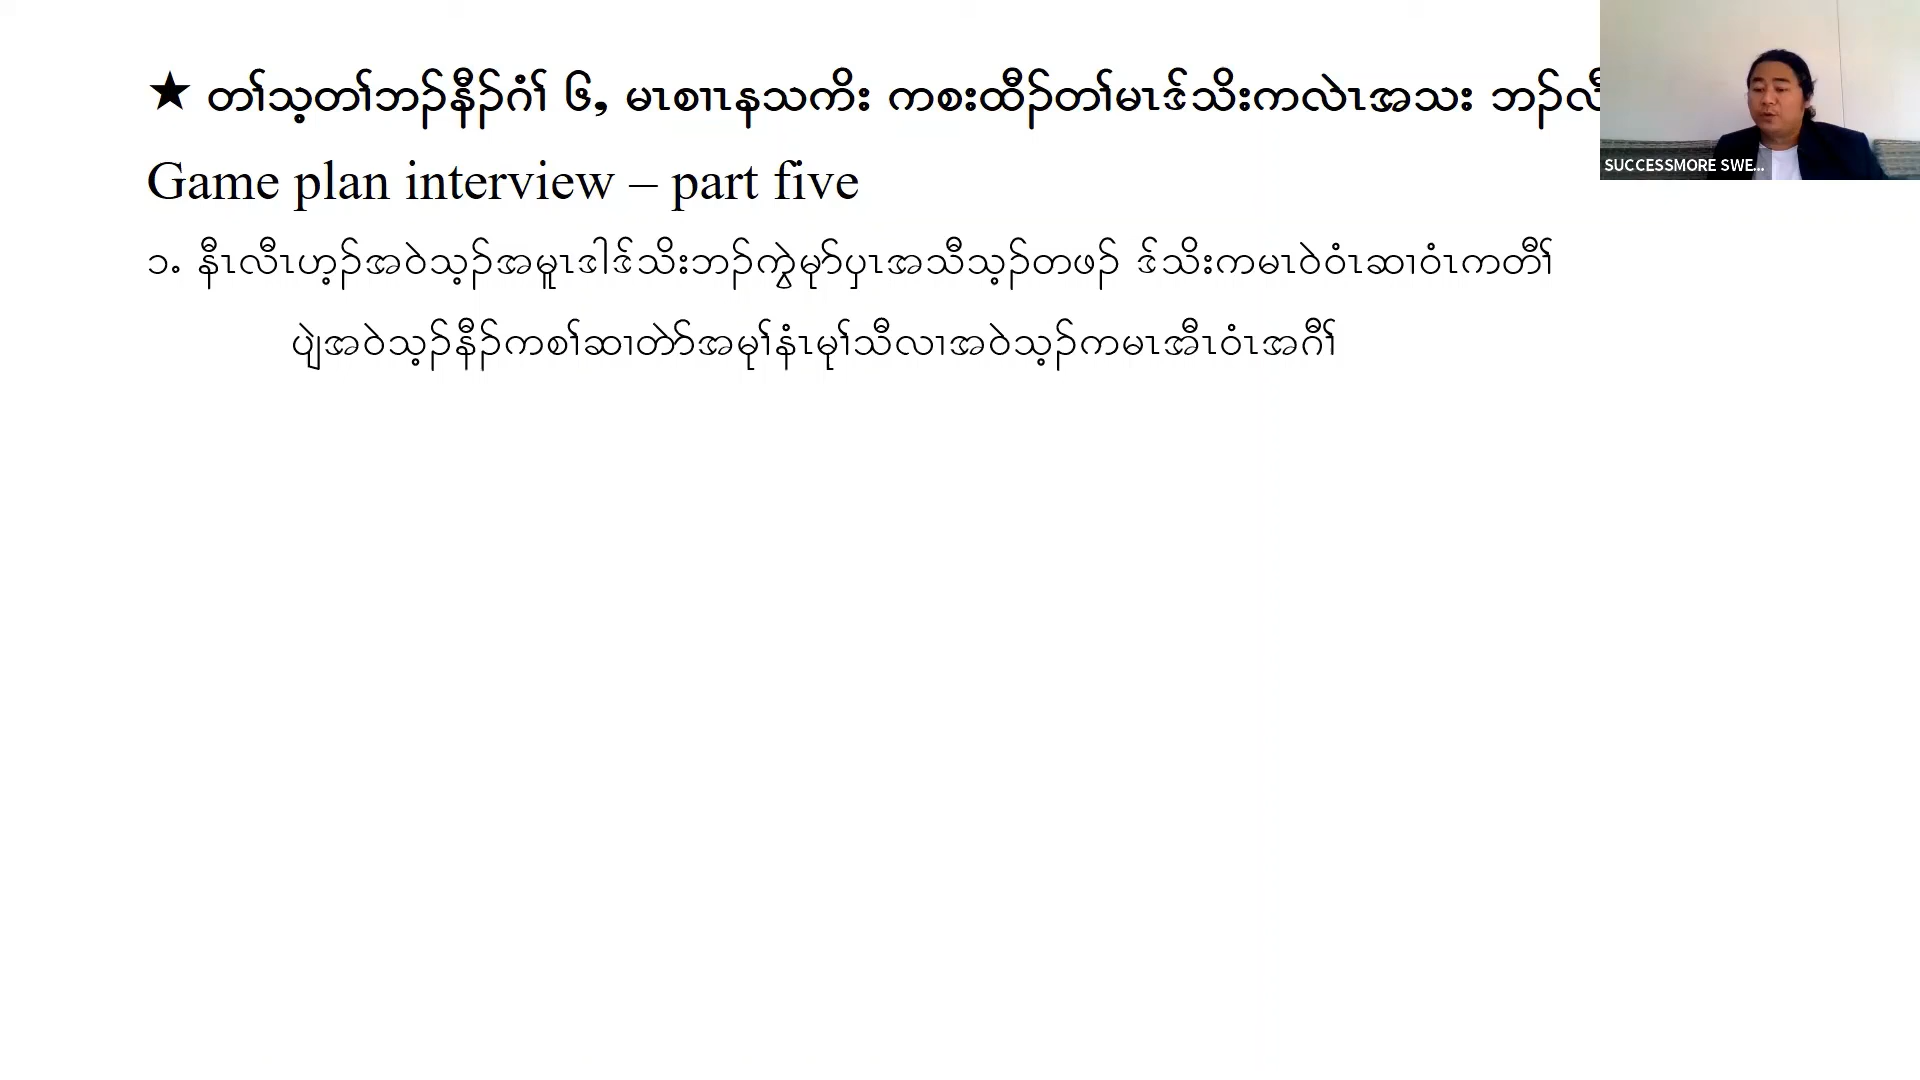 ★ တၢ်သ့တၢ်ဘၣ်နီၣ်ဂံၢ် ၆, မၤစၢၤနသကိး ကစးထီၣ်တၢ်မၤဒ်သိးကလဲၤအသး ဘၣ်လီ
Game plan interview – part five
၁. နီၤလီၤဟ့ၣ်အဝဲသ့ၣ်အမူၤဒါဒ်သိးဘၣ်ကွဲမုာ်ပှၤအသီသ့ၣ်တဖၣ် ဒ်သိးကမၤဝဲဝံၤဆၢဝံၤကတီၢ်
ပျဲအဝဲသ့ၣ်နီၣ်ကစၢ်ဆၢတဲာ်အမုၢ်နံၤမုၢ်သီလၢအဝဲသ့ၣ်ကမၤအီၤဝံၤအဂီၢ်
SUCCESSMORE SWE...